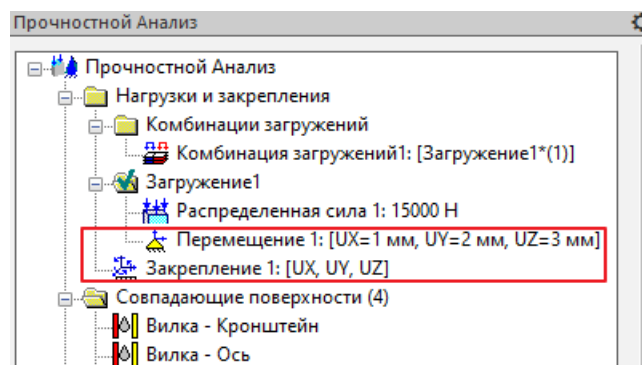 Прочностной Анализ
Прочностной Анализ
Нагрузки и закрепления
Комбинации загружений
Комбинация загружений1: [Загружение1*(1)]
Загружение1
Распределенная сила 1: 15000 Н
Перемещение 1: [UX=1 мм, UY=2 мм, UZ=3 мм]
Закрепление 1: [UX, UY, UZ]
Совпадающие поверхности (4)
Вилка - Кронштейн
Вилка - Ось